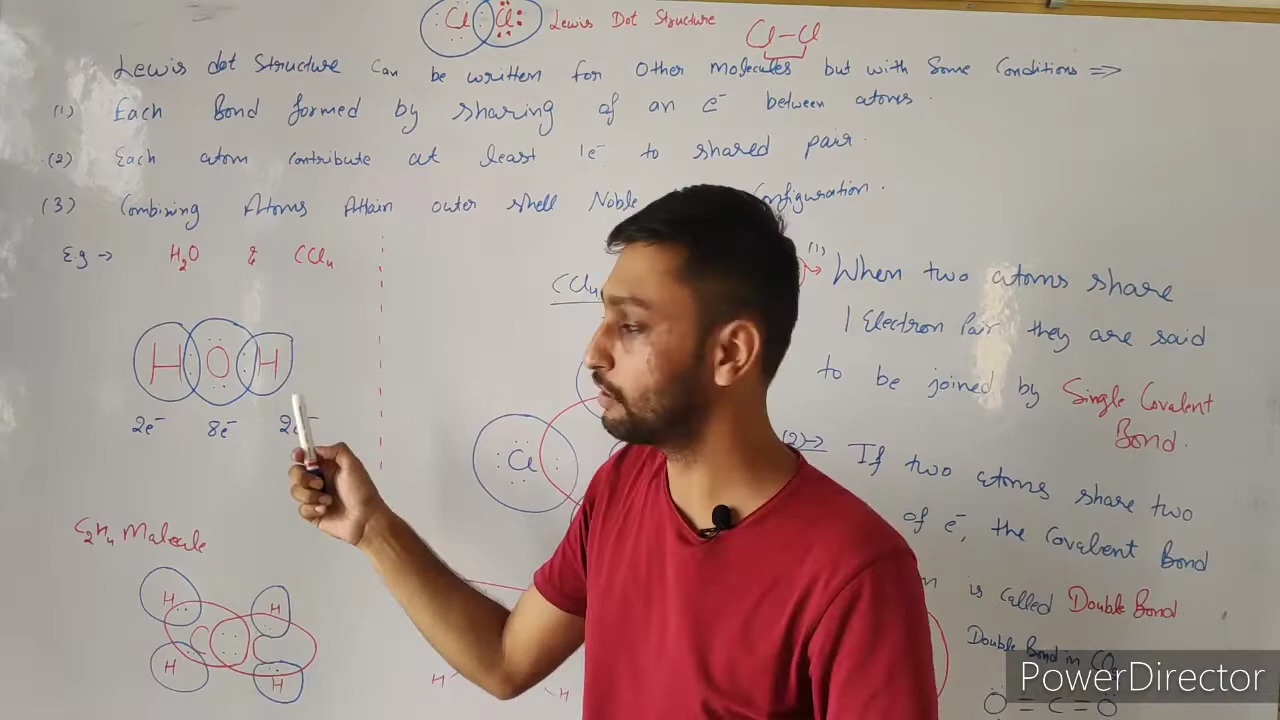 Cl Cl Lewis Dot Structure Cl-Cl
Lewis dot Structure Can be written for Other molecules but with Some Conditions ⇒
(1) Each Bond formed by sharing of an e⁻ between atoms.
(2) Each atom Contribute at least 1e⁻ to shared pair.
(3) Combining Atoms Attain outer shell Noble Configuration.
E.g → H₂O & CCl₄
H O H
2e⁻ 8e⁻ 2e⁻
C₂H₄ Malecule
H H
C C
H H
CCl₄
Cl
H H
(1) → When two atoms share
1 Electron Pair they are said
to be joined by Single Covalent
Bond.
(2) → If two atoms share two
of e⁻, the Covalent Bond
is called Double Bond.
Double Bond in CO₂
O = C = O
PowerDirector